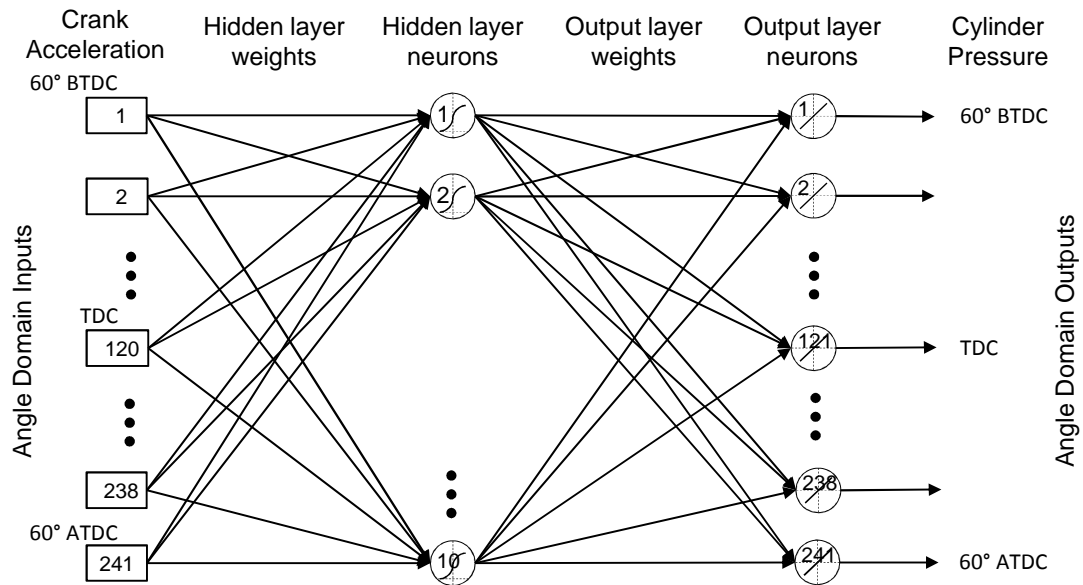 Crank
Acceleration
Hidden layer
weights
Hidden layer
neurons
Output layer
weights
Output layer
neurons
Cylinder
Pressure
60° BTDC
1
1
1
60° BTDC
2
2
2
Angle Domain Inputs
Angle Domain Outputs
TDC
120
121
TDC
238
238
60° ATDC
241
10
241
60° ATDC